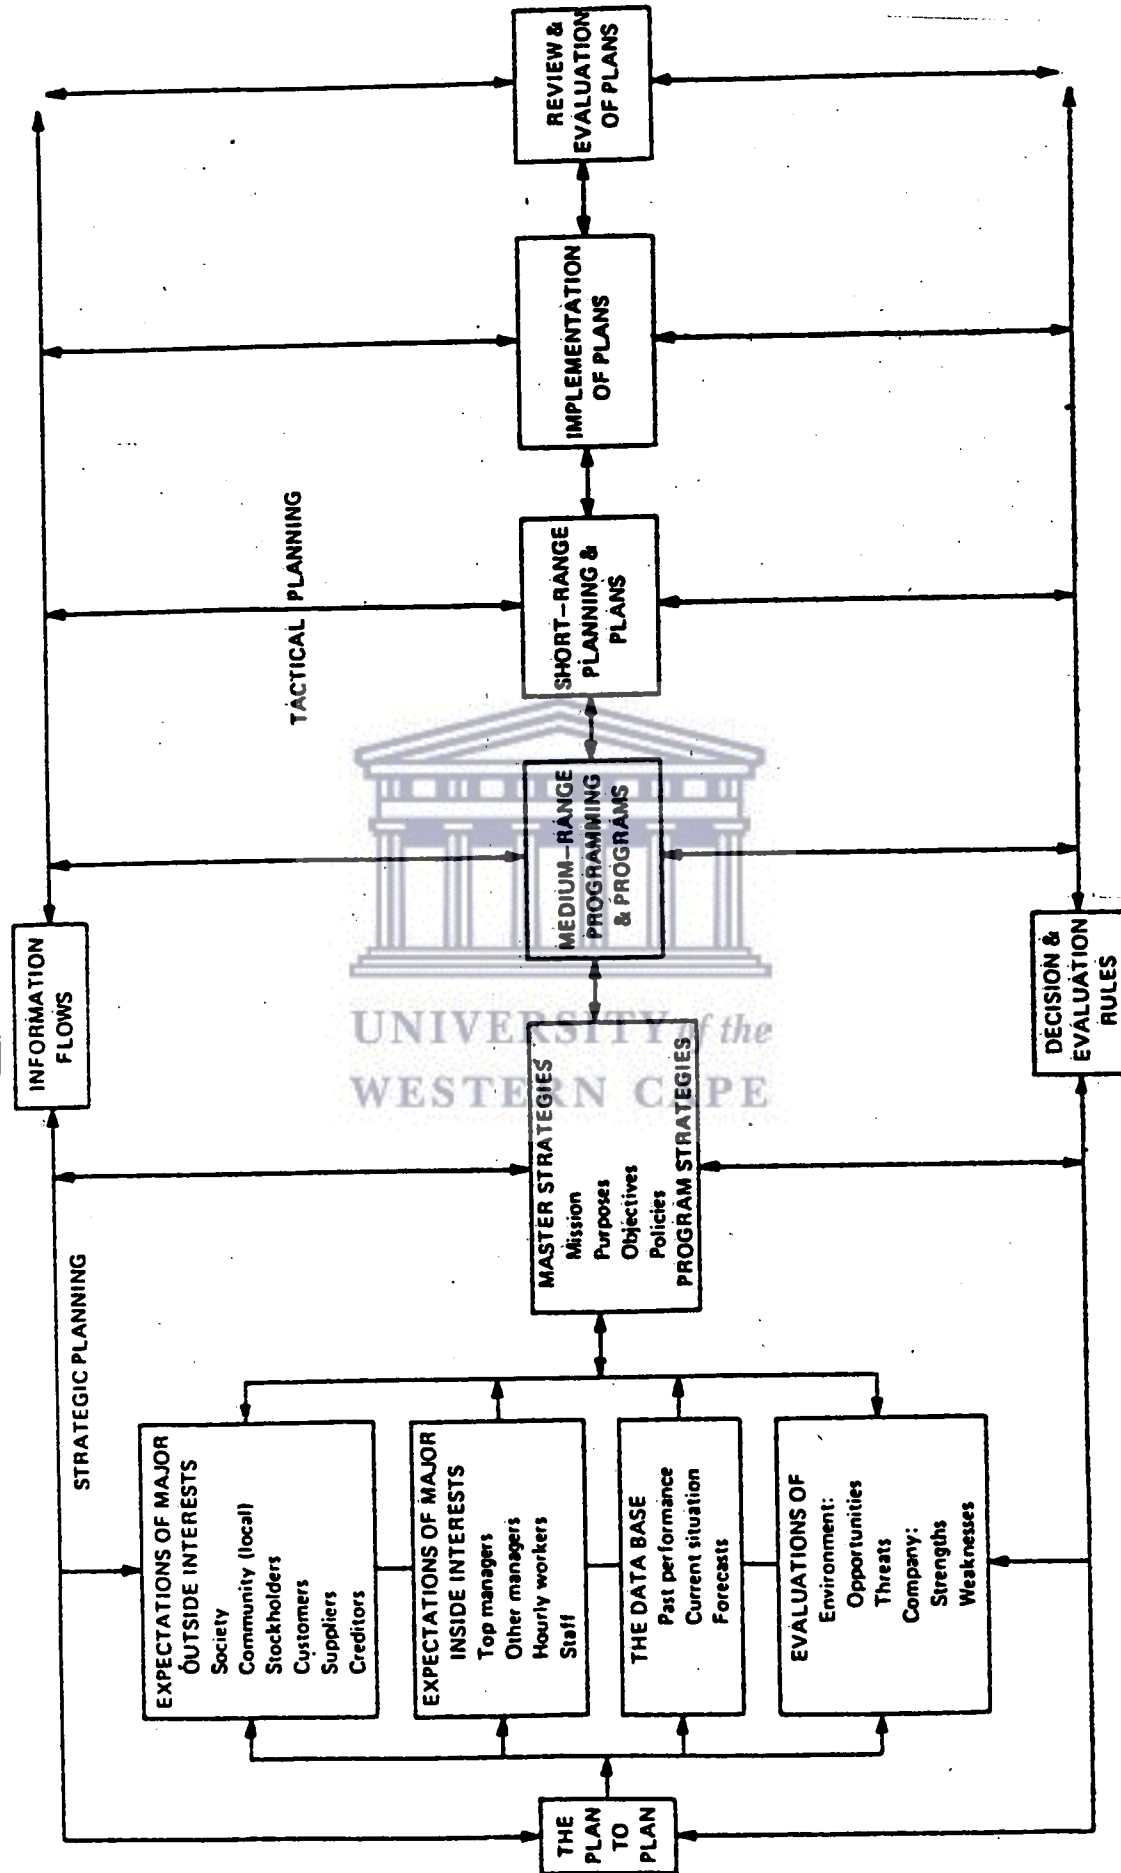 STRATEGIC PLANNING
TACTICAL PLANNING
INFORMATION
FLOWS
THE
PLAN
TO
PLAN
EXPECTATIONS OF MAJOR
OUTSIDE INTERESTS
Society
Community (local)
Stockholders
Customers
Suppliers
Creditors
EXPECTATIONS OF MAJOR
INSIDE INTERESTS
Top managers
Other managers
Hourly workers
Staff
THE DATA BASE
Past performance
Current situation
Forecasts
EVALUATIONS OF
Environment:
Opportunities
Threats
Company:
Strengths
Weaknesses
MASTER STRATEGIES
Mission
Purposes
Objectives
Policies
PROGRAM STRATEGIES
MEDIUM-RANGE
PROGRAMMING
& PROGRAMS
SHORT-RANGE
PLANNING &
PLANS
IMPLEMENTATION
OF PLANS
REVIEW &
EVALUATION
OF PLANS
DECISION &
EVALUATION
RULES
UNIVERSITY of the
WESTERN CAPE